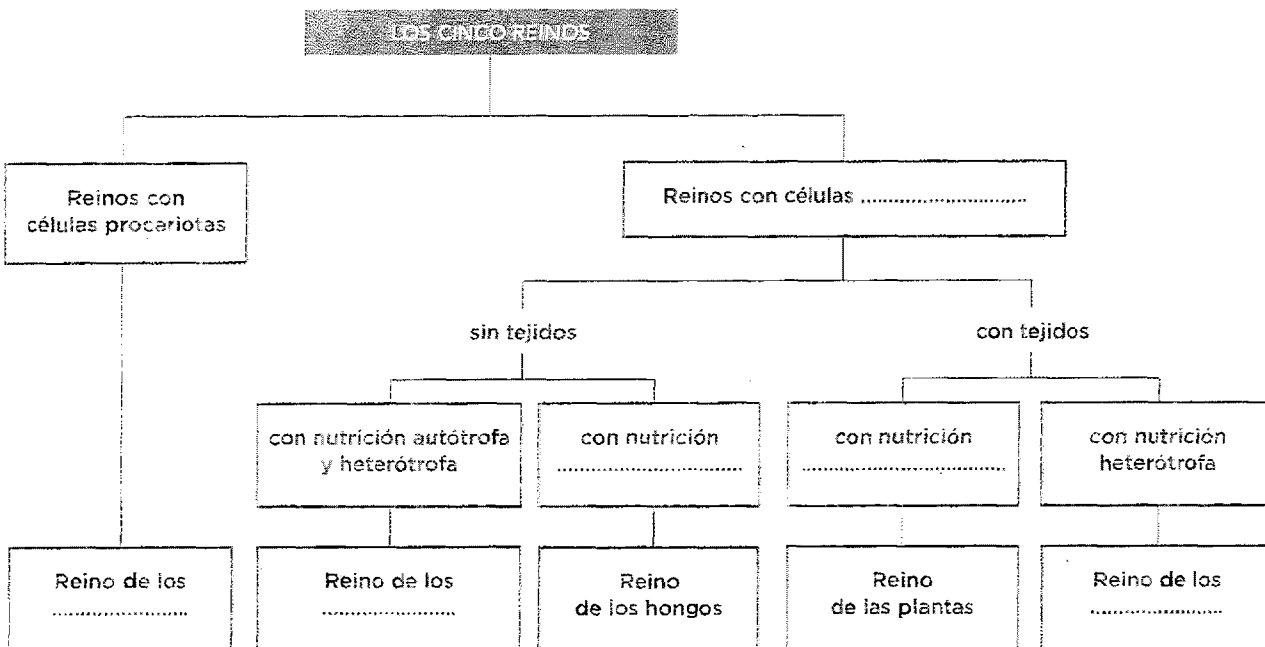 LOS CINCO REINOS
Reinos con
células procariotas
Reinos con células ............................
sin tejidos
con tejidos
con nutrición autótrofa
y heterótrofa
con nutrición
................................
con nutrición
...................................
con nutrición
heterótrofa
Reino de los
......................
Reino de los
......................
Reino
de los hongos
Reino
de las plantas
Reino de los
.................